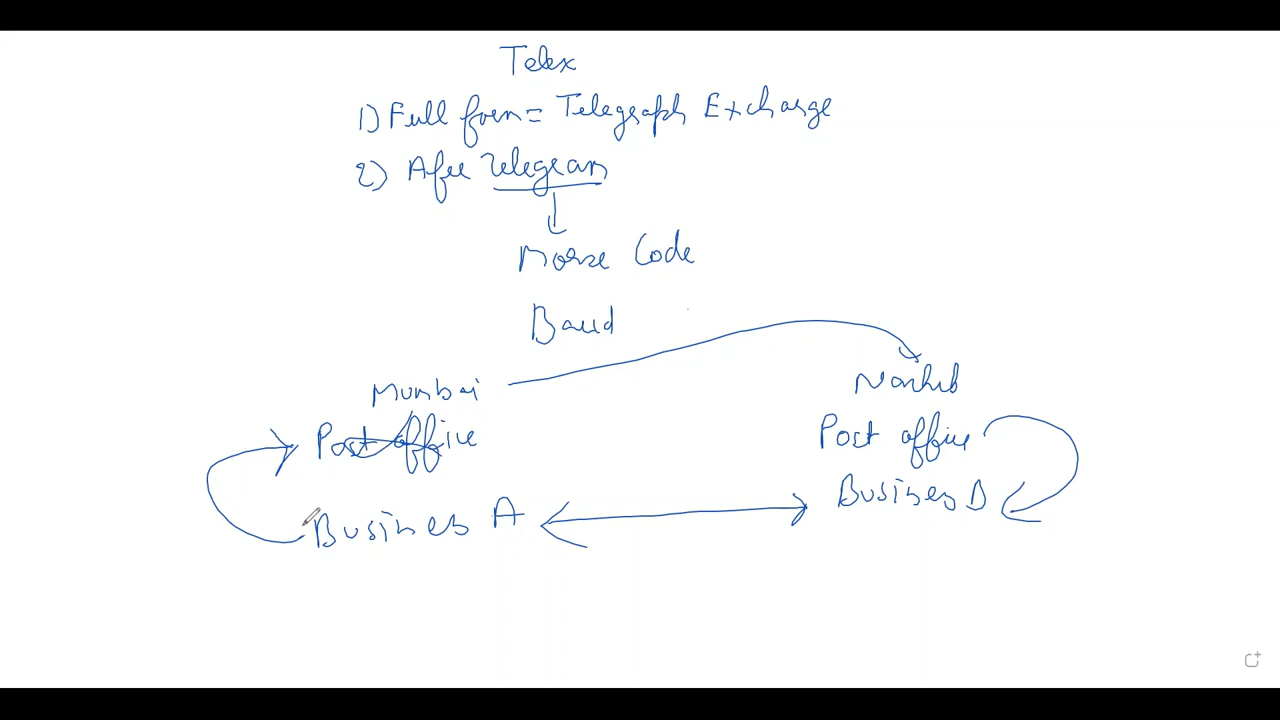 Telex
1) Full form = Telegraph Exchange
2) After Telegram
Morse Code
Baud
Mumbai
Nashik
Post office
Post office
Business B
Business A